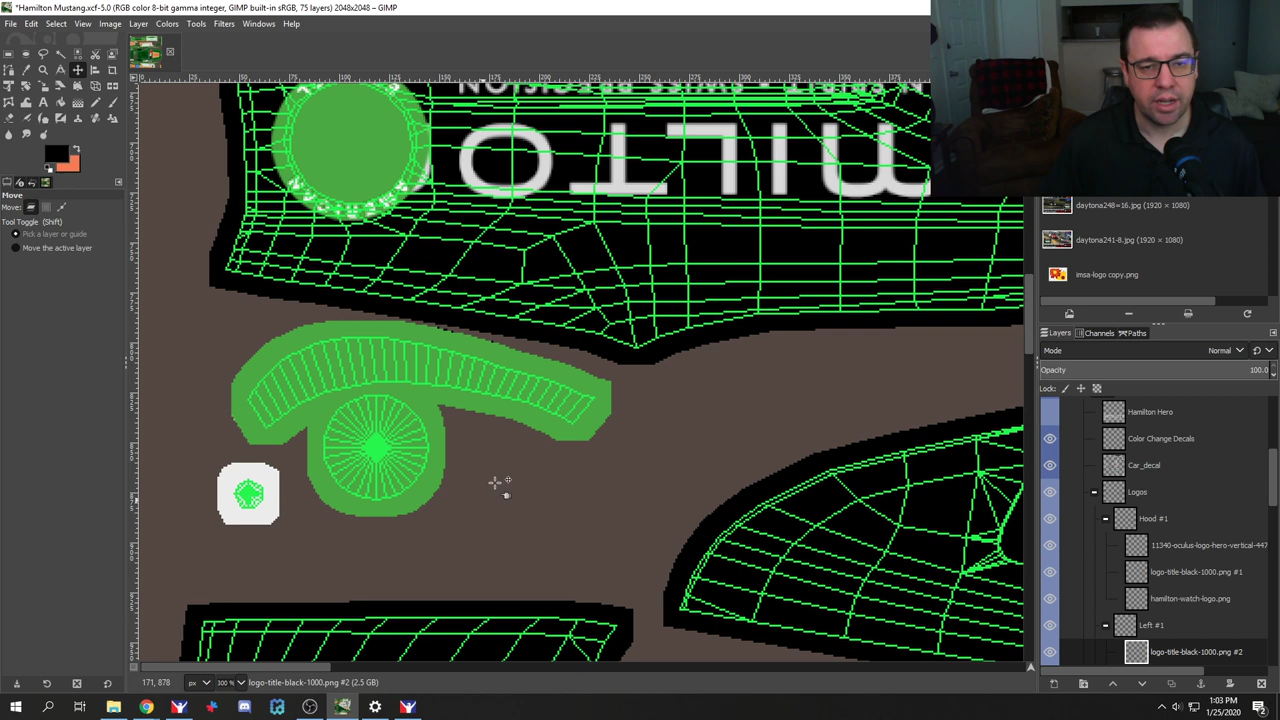 *Hamilton Mustang.xcf-5.0 (RGB color 8-bit gamma integer, GIMP built-in sRGB, 75 layers) 2048x2048 – GIMP
File Edit Select View Image Layer Colors Tools Filters Windows Help
Move
Move:
Tool Toggle (Shift)
Pick a layer or guide
Move the active layer
daytona248=16.jpg (1920 × 1080)
daytona241-8.jpg (1920 × 1080)
imsa-logo copy.png
Layers Channels Paths
Mode Normal
Opacity 100.0
Lock:
Hamilton Hero
Color Change Decals
Car_decal
Logos
Hood #1
11340-oculus-logo-hero-vertical-447
logo-title-black-1000.png #1
hamilton-watch-logo.png
Left #1
logo-title-black-1000.png #2
171, 878 px 300 % logo-title-black-1000.png #2 (2.5 GB)
1:03 PM
1/25/2020